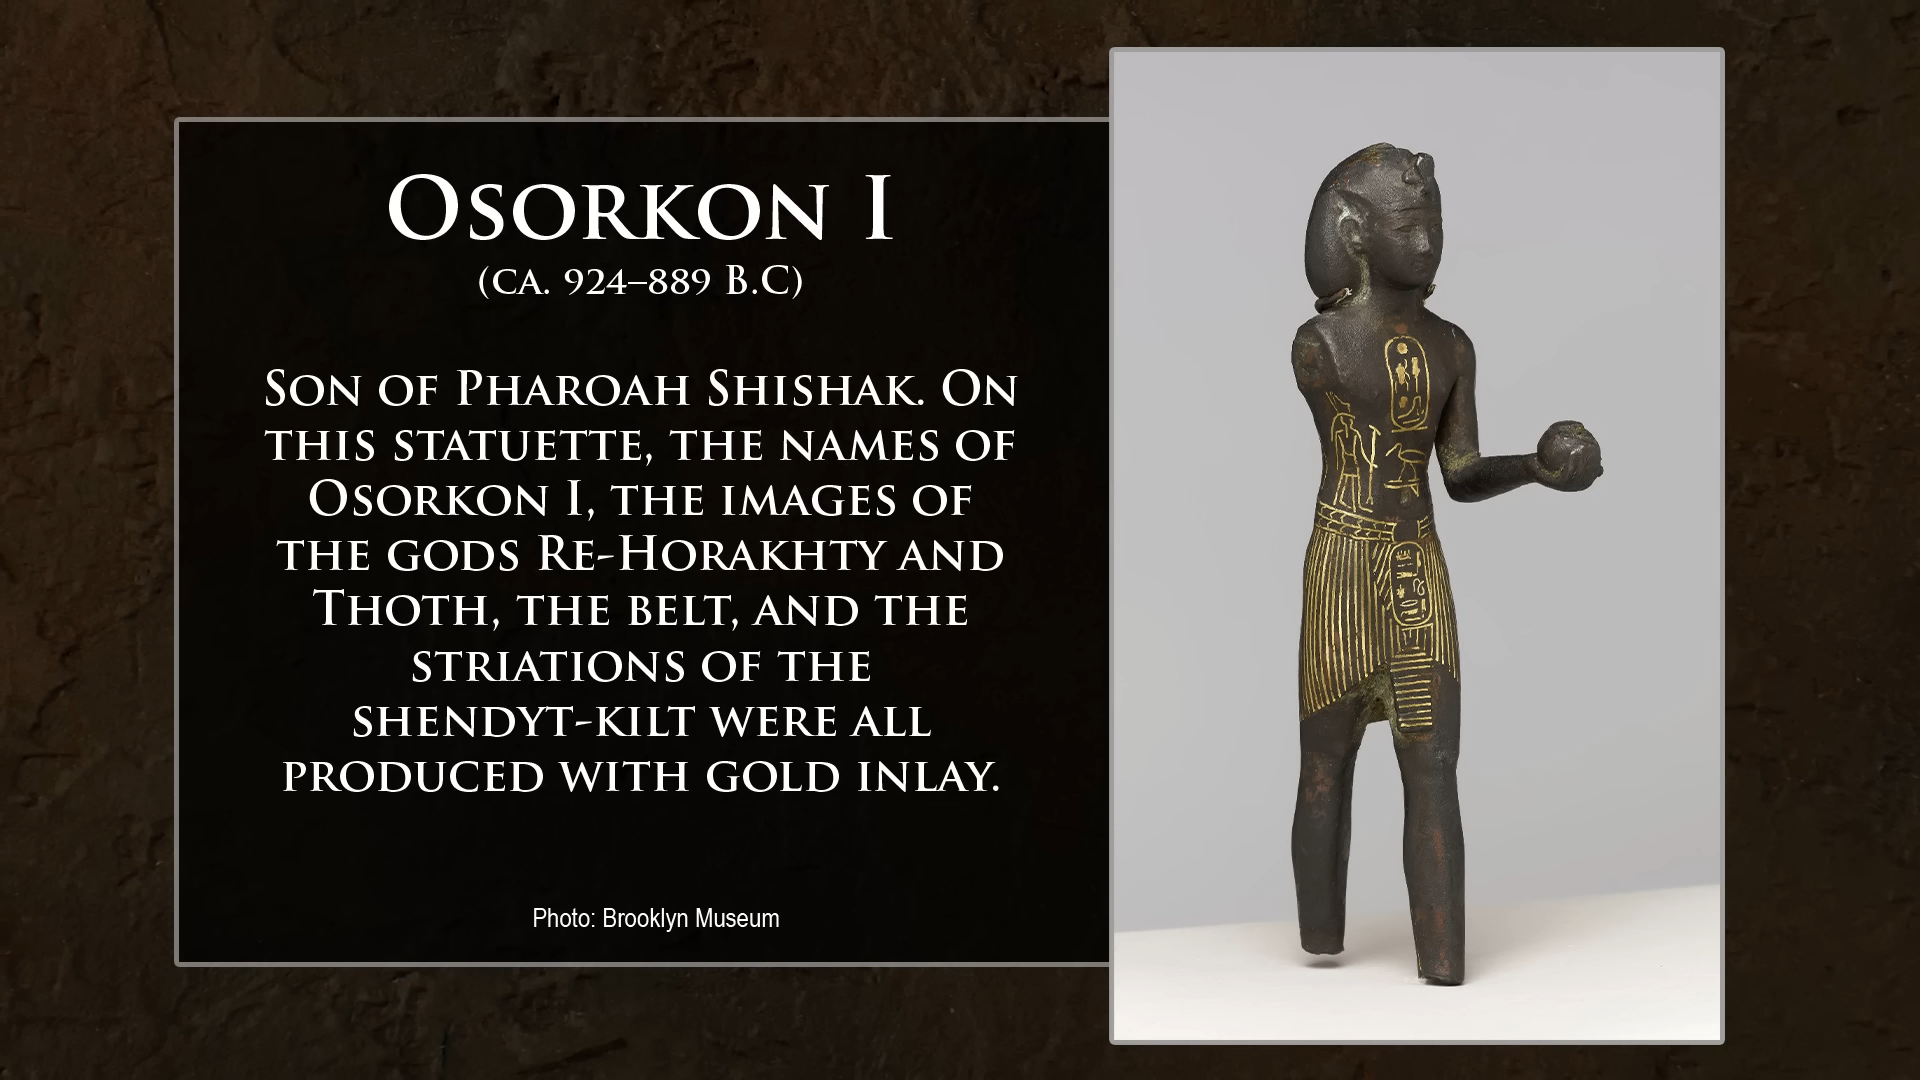 Osorkon I
(ca. 924–889 B.C)
Son of Pharoah Shishak. On
this statuette, the names of
Osorkon I, the images of
the gods Re-Horakhty and
Thoth, the belt, and the
striations of the
shendyt-kilt were all
produced with gold inlay.
Photo: Brooklyn Museum